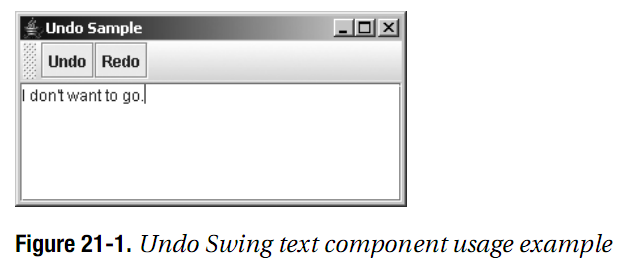 Undo Sample
Undo Redo
I don't want to go.
Figure 21-1. Undo Swing text component usage example